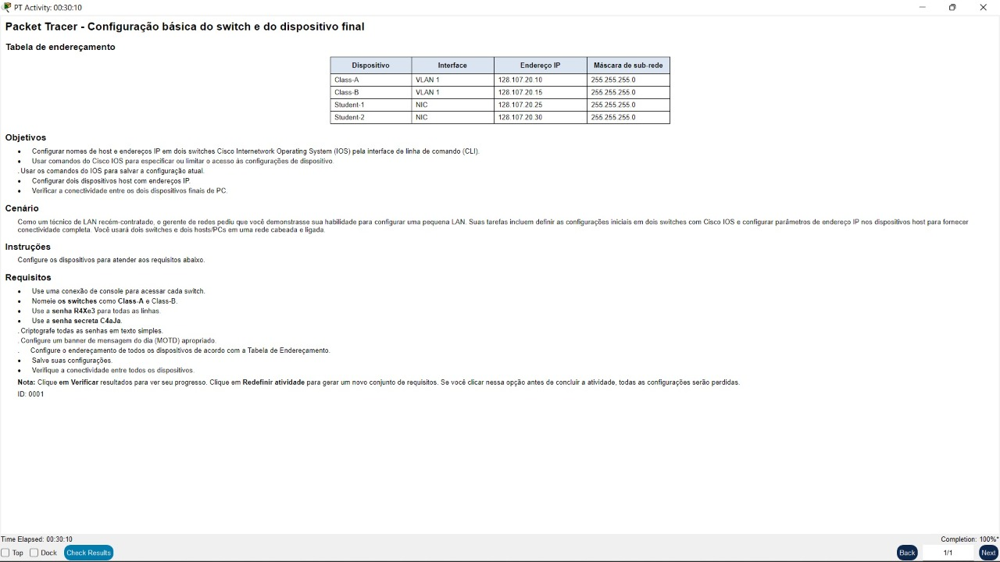 PT Activity: 00:30:10
Packet Tracer - Configuração básica do switch e do dispositivo final
Tabela de endereçamento
Dispositivo Interface Endereço IP Máscara de sub-rede
Class-A VLAN 1 128.107.20.10 255.255.255.0
Class-B VLAN 1 128.107.20.15 255.255.255.0
Student-1 NIC 128.107.20.25 255.255.255.0
Student-2 NIC 128.107.20.30 255.255.255.0
Objetivos
• Configurar nomes de host e endereços IP em dois switches Cisco Internetwork Operating System (IOS) pela interface de linha de comando (CLI).
• Usar comandos do Cisco IOS para especificar ou limitar o acesso às configurações de dispositivo.
. Usar os comandos do IOS para salvar a configuração atual.
• Configurar dois dispositivos host com endereços IP.
• Verificar a conectividade entre os dois dispositivos finais de PC.
Cenário
Como um técnico de LAN recém-contratado, o gerente de redes pediu que você demonstrasse sua habilidade para configurar uma pequena LAN. Suas tarefas incluem definir as configurações iniciais em dois switches com Cisco IOS e configurar parâmetros de endereço IP nos dispositivos host para fornecer
conectividade completa. Você usará dois switches e dois hosts/PCs em uma rede cabeada e ligada.
Instruções
Configure os dispositivos para atender aos requisitos abaixo.
Requisitos
• Use uma conexão de console para acessar cada switch.
• Nomeie os switches como Class-A e Class-B.
• Use a senha R4Xe3 para todas as linhas.
• Use a senha secreta C4aJa.
. Criptografe todas as senhas em texto simples.
. Configure um banner de mensagem do dia (MOTD) apropriado.
. Configure o endereçamento de todos os dispositivos de acordo com a Tabela de Endereçamento.
• Salve suas configurações.
• Verifique a conectividade entre todos os dispositivos.
Nota: Clique em Verificar resultados para ver seu progresso. Clique em Redefinir atividade para gerar um novo conjunto de requisitos. Se você clicar nessa opção antes de concluir a atividade, todas as configurações serão perdidas.
ID: 0001
Time Elapsed: 00:30:10 Completion: 100%*
Top Dock Check Results Back 1/1 Next